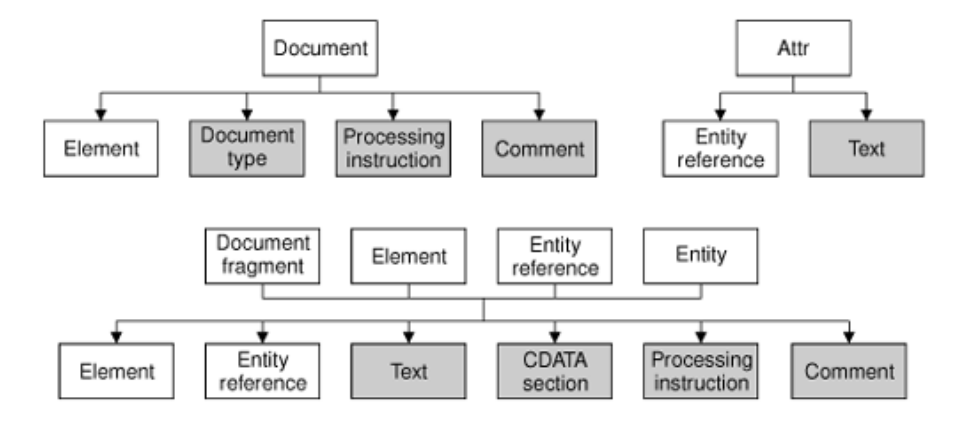 Document
Attr
Element
Document
type
Processing
instruction
Comment
Entity
reference
Text
Document
fragment
Element
Entity
reference
Entity
Element
Entity
reference
Text
CDATA
section
Processing
instruction
Comment